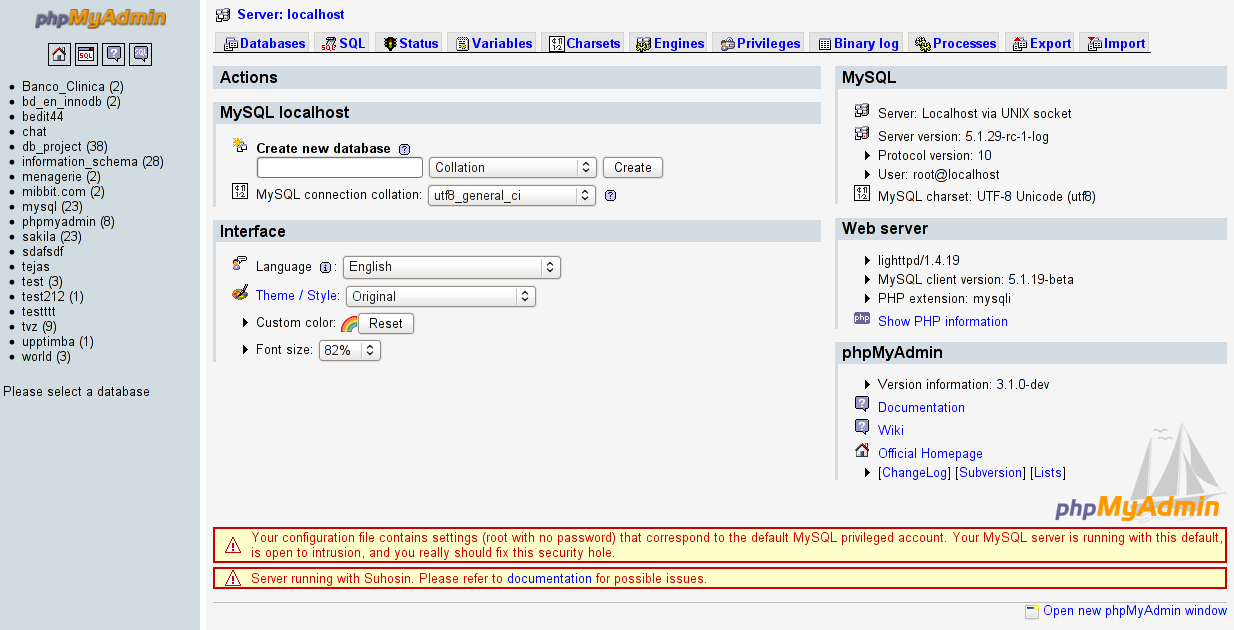 phpMyAdmin
SQL
Banco_Clinica (2)
bd_en_innodb (2)
bedit44
chat
db_project (38)
information_schema (28)
menagerie (2)
mibbit.com (2)
mysql (23)
phpmyadmin (8)
sakila (23)
sdafsdf
tejas
test (3)
test212 (1)
testttt
tvz (9)
upptimba (1)
world (3)
Please select a database
Server: localhost
Databases SQL Status Variables Charsets Engines Privileges Binary log Processes Export Import
Actions
MySQL localhost
Create new database
Collation Create
MySQL connection collation: utf8_general_ci
Interface
Language : English
Theme / Style: Original
Custom color: Reset
Font size: 82%
MySQL
Server: Localhost via UNIX socket
Server version: 5.1.29-rc-1-log
Protocol version: 10
User: root@localhost
MySQL charset: UTF-8 Unicode (utf8)
Web server
lighttpd/1.4.19
MySQL client version: 5.1.19-beta
PHP extension: mysqli
php Show PHP information
phpMyAdmin
Version information: 3.1.0-dev
Documentation
Wiki
Official Homepage
[ChangeLog] [Subversion] [Lists]
phpMyAdmin
Your configuration file contains settings (root with no password) that correspond to the default MySQL privileged account. Your MySQL server is running with this default,
is open to intrusion, and you really should fix this security hole.
Server running with Suhosin. Please refer to documentation for possible issues.
Open new phpMyAdmin window